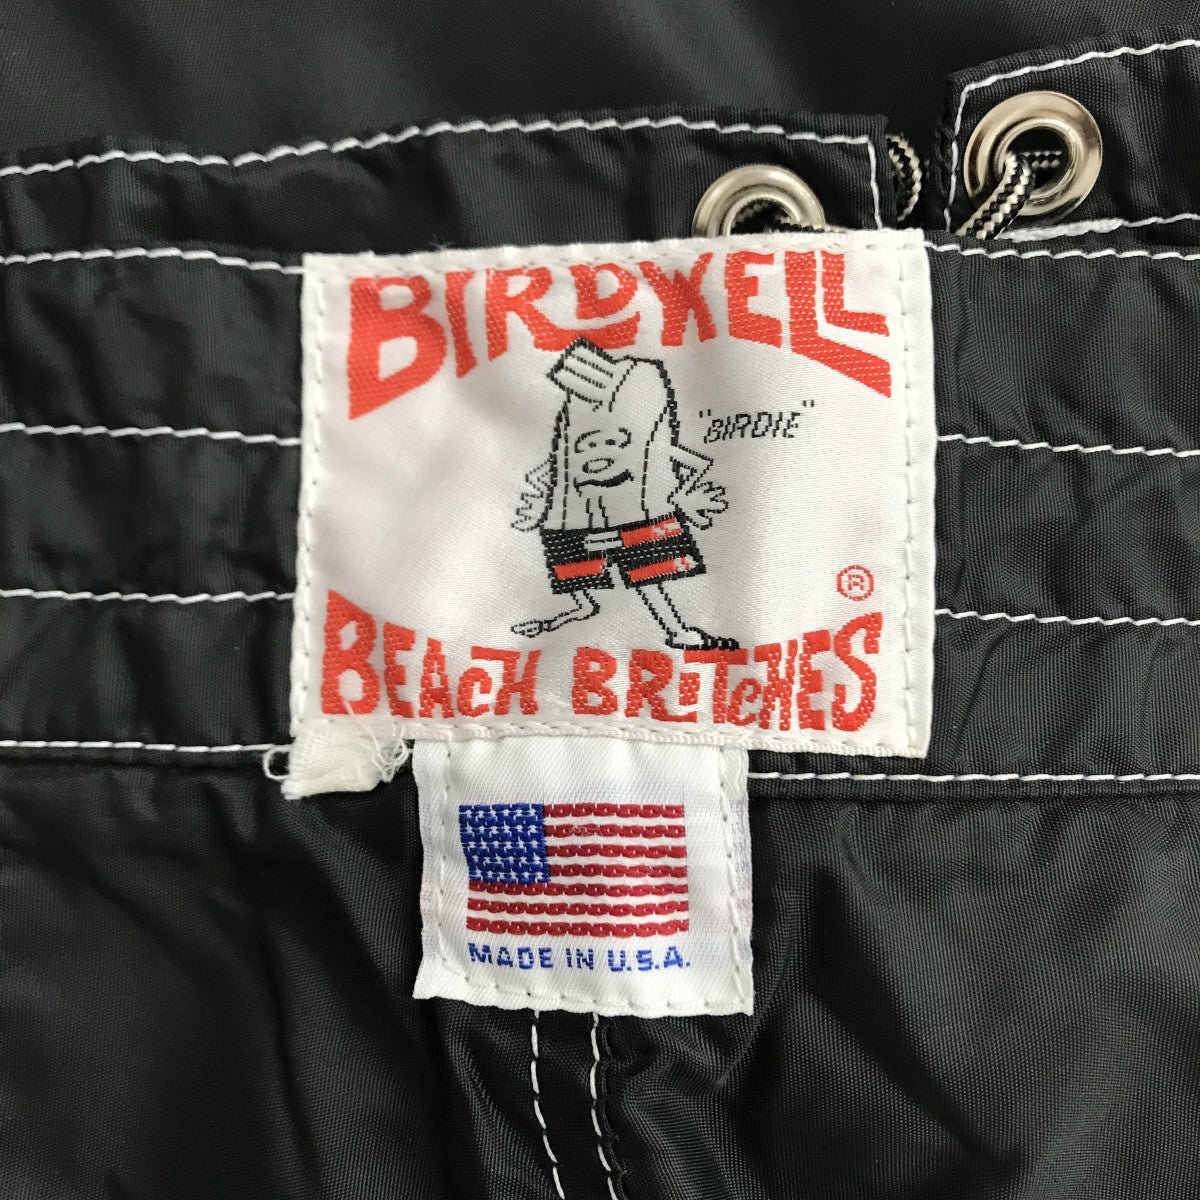 BIRDWELL
"BIRDIE"
®
BEACH BRITCHES
MADE IN U.S.A.